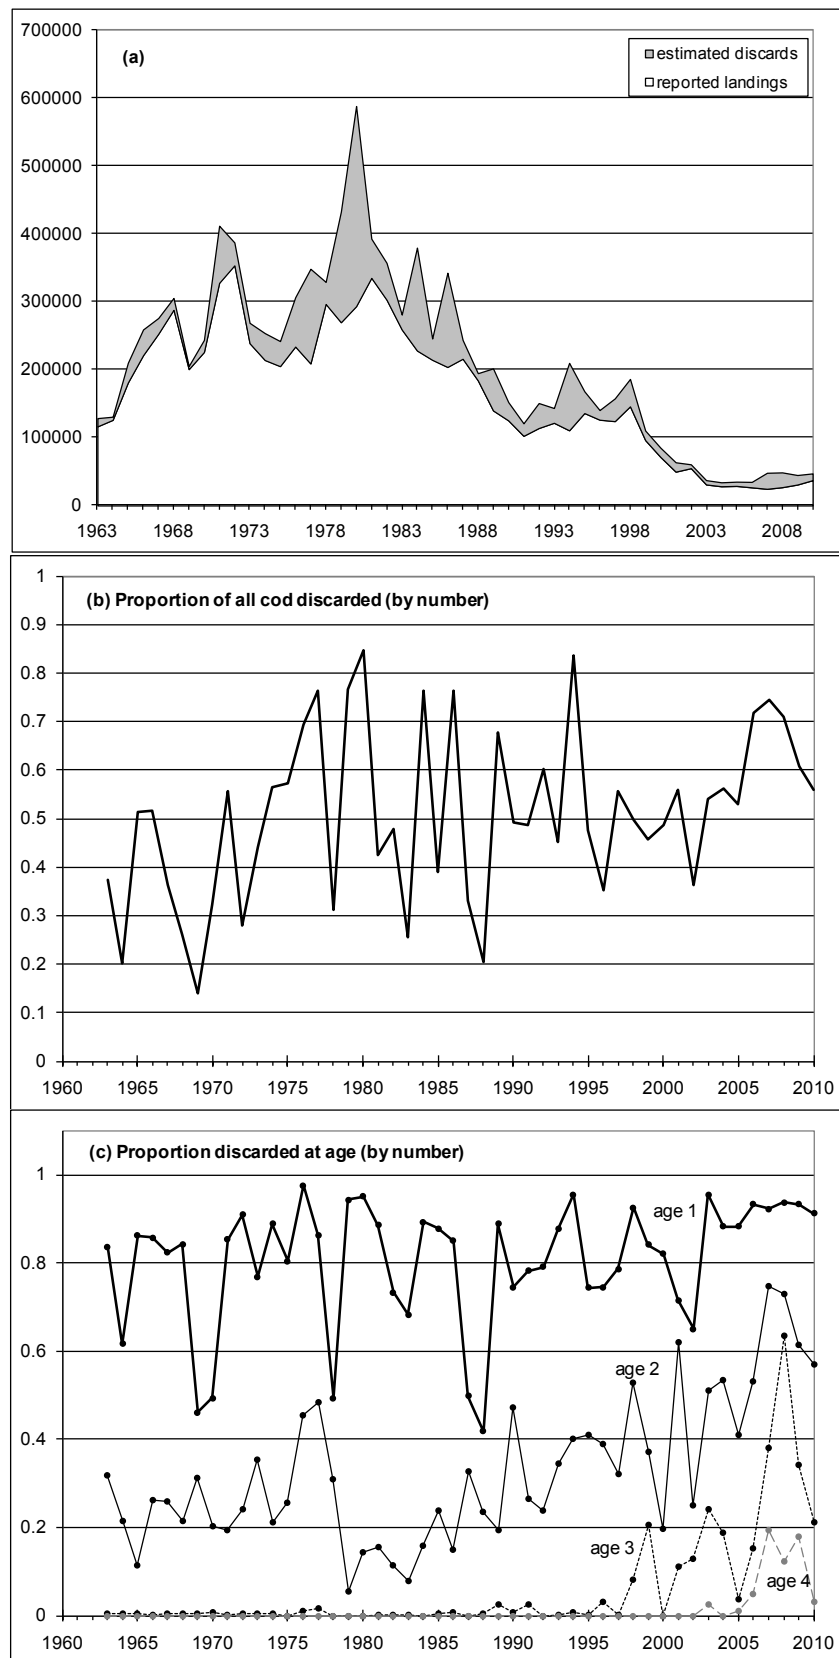 700000
(a)
estimated discards
600000
reported landings
500000
400000
300000
200000
100000
0
1963 1968 1973 1978 1983 1988 1993 1998 2003 2008
1
(b) Proportion of all cod discarded (by number)
0.9
0.8
0.7
0.6
0.5
0.4
0.3
0.2
0.1
0
1960 1965 1970 1975 1980 1985 1990 1995 2000 2005 2010
(c) Proportion discarded at age (by number)
1
age 1
0.8
0.6
age 2
0.4
0.2
age 3
age 4
0
1960 1965 1970 1975 1980 1985 1990 1995 2000 2005 2010